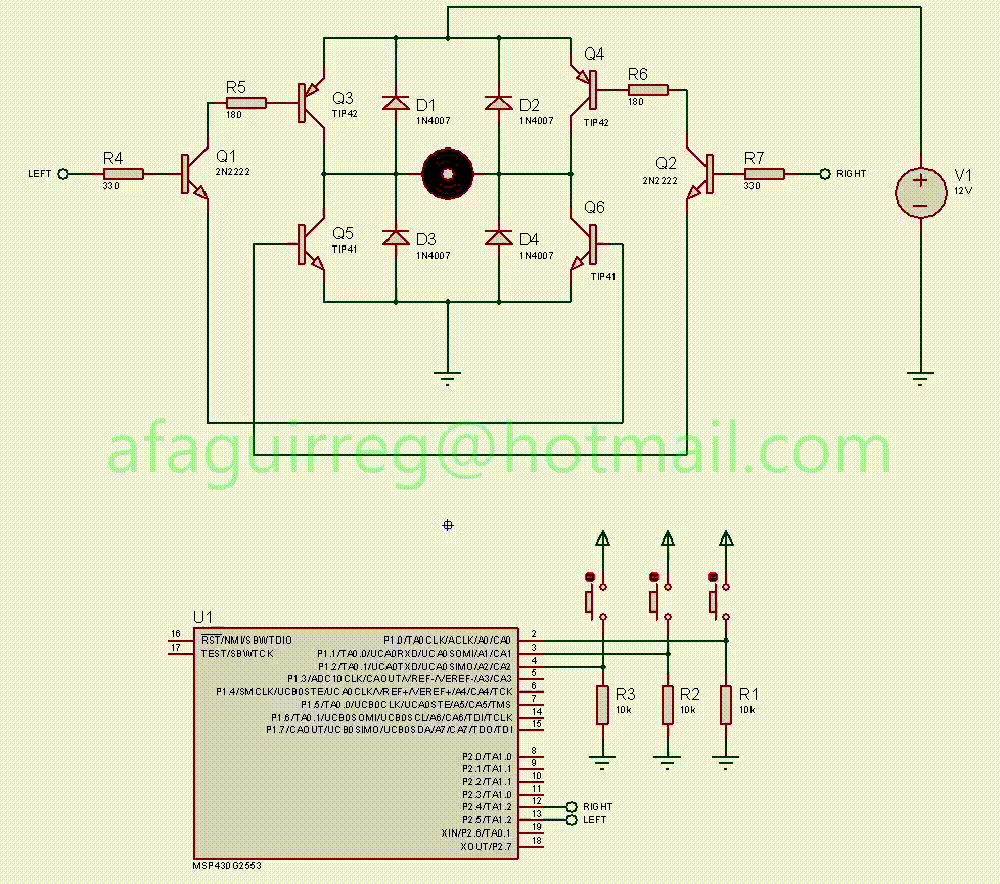 Q4
R5
R6
Q3
D1
D2
180
TIP42
1N4007
1N4007
180
TIP42
R4
Q1
2N2222
Q2
2N2222
R7
LEFT
330
330
RIGHT
V1
12V
Q5
TIP41
D3
1N4007
D4
1N4007
Q6
TIP41
afaguirreg@hotmail.com
U1
16
RST/NMI/SBWTDIO
17
TEST/SBWTCK
P1.0/TA0CLK/ACLK/A0/CA0
2
P1.1/TA0.0/UCA0RXD/UCA0SOMI/A1/CA1
3
P1.2/TA0.1/UCA0TXD/UCA0SIMO/A2/CA2
4
P1.3/ADC10CLK/CAOUT/VREF-/VEREF-/A3/CA3
5
P1.4/SMCLK/UCB0STE/UCA0CLK/VREF+/VEREF+/A4/CA4/TCK
6
P1.5/TA0.0/UCB0CLK/UCA0STE/A5/CA5/TMS
7
P1.6/TA0.1/UCB0SOMI/UCB0SCL/A6/CA6/TDI/TCLK
14
P1.7/CAOUT/UCB0SIMO/UCB0SDA/A7/CA7/TDO/TDI
15
R3
10k
R2
10k
R1
10k
P2.0/TA1.0
8
P2.1/TA1.1
9
P2.2/TA1.1
10
P2.3/TA1.0
11
P2.4/TA1.2
12
RIGHT
P2.5/TA1.2
13
LEFT
XIN/P2.6/TA0.1
19
XOUT/P2.7
18
MSP430G2553